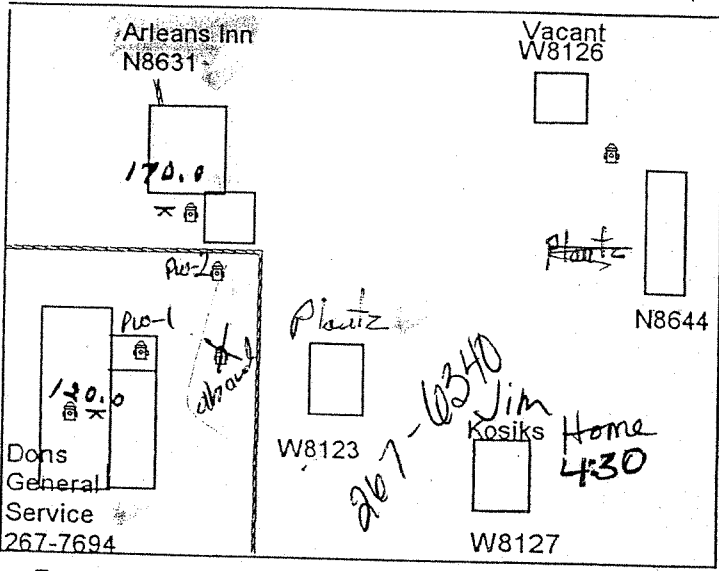 Arleans Inn
N8631
Vacant
W8126
170.0
Plautz
PW-2
N8644
PW-1
Plautz
120.0
267-6340
Jim
Kosiks
Home
4:30
W8123
Dons
General
Service
267-7694
W8127